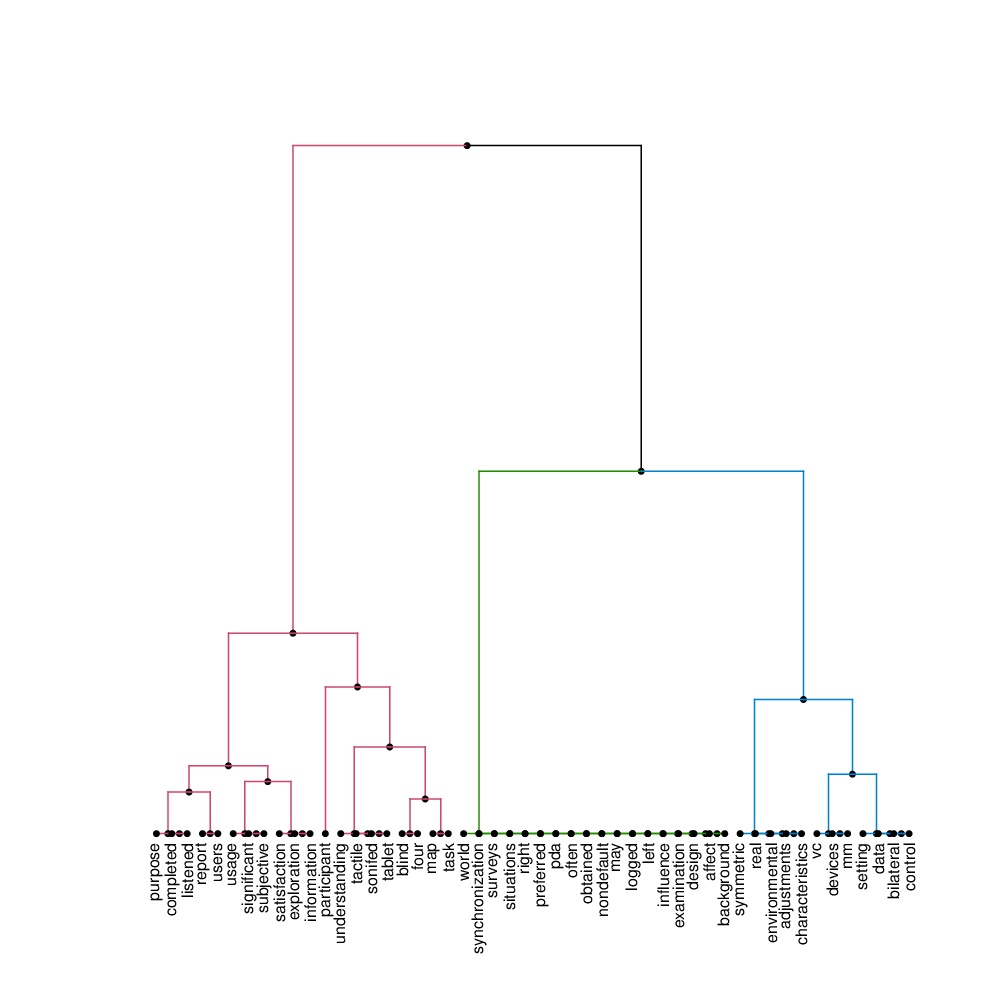 purpose
completed
listened
report
users
usage
significant
subjective
satisfaction
exploration
information
participant
understanding
tactile
sonifed
tablet
blind
four
map
task
world
synchronization
surveys
situations
right
preferred
pda
often
obtained
nondefault
may
logged
left
influence
examination
design
affect
background
symmetric
real
environmental
adjustments
characteristics
vc
devices
mm
setting
data
bilateral
control